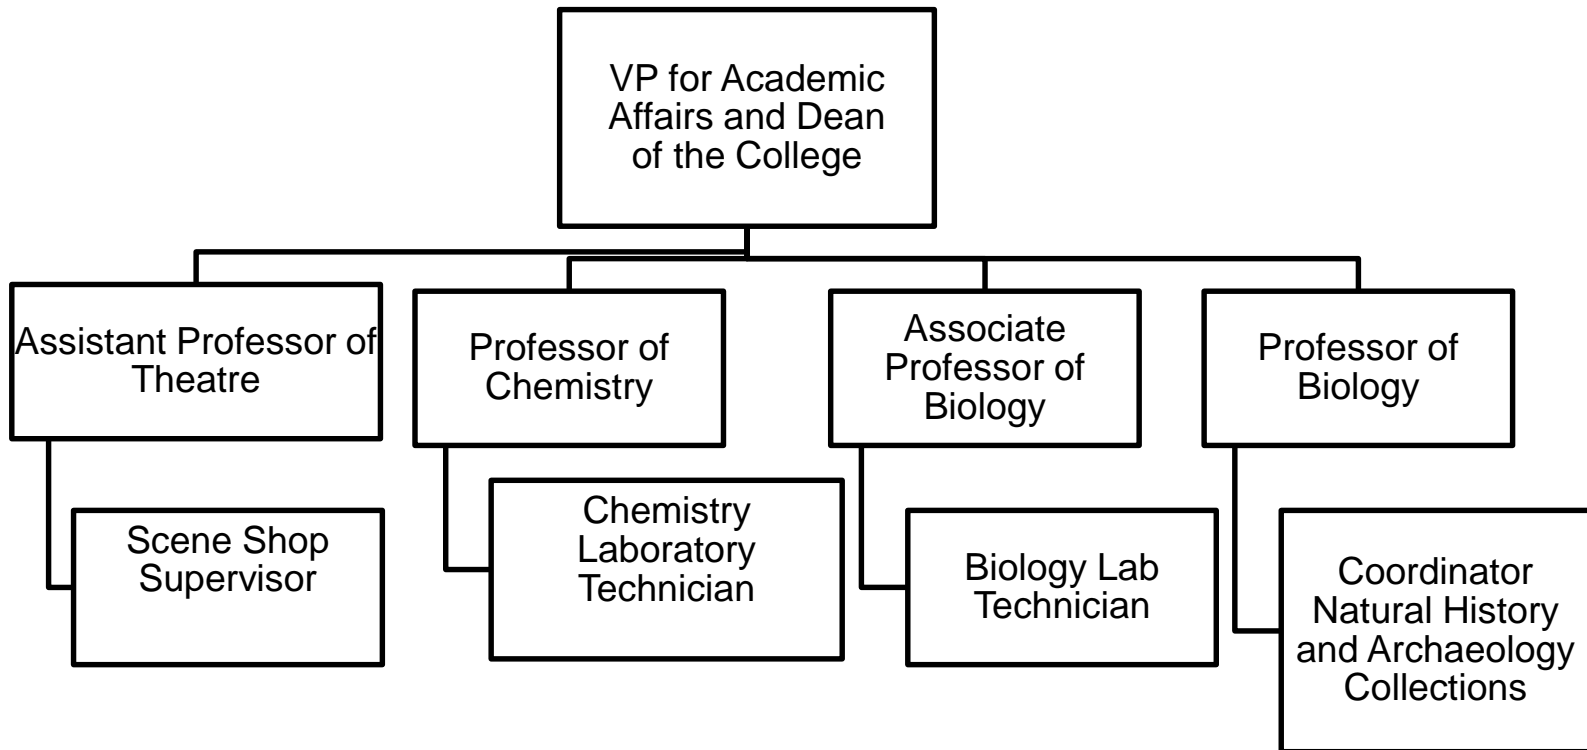 VP for Academic
Affairs and Dean
of the College
Assistant Professor of
Theatre
Professor of
Chemistry
Associate
Professor of
Biology
Professor of
Biology
Scene Shop
Supervisor
Chemistry
Laboratory
Technician
Biology Lab
Technician
Coordinator
Natural History
and Archaeology
Collections